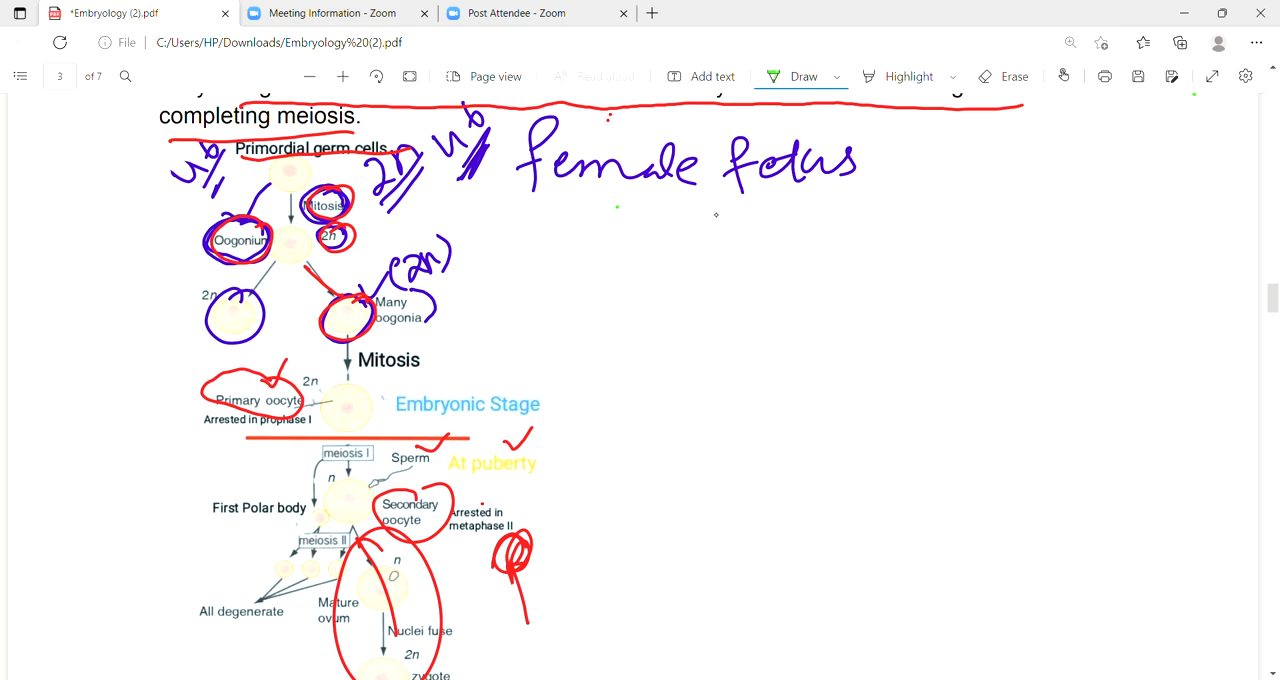 *Embryology (2).pdf
Meeting Information - Zoom
Post Attendee - Zoom
File
C:/Users/HP/Downloads/Embryology%20(2).pdf
3 of 7
Page view
Read aloud
Add text
Draw
Highlight
Erase
completing meiosis.
Primordial germ cells
2n
female fetus
Mitosis
Oogonium
2n
(2n)
2n
Many
oogonia
Mitosis
2n
Primary oocyte
Arrested in prophase I
Embryonic Stage
meiosis I
Sperm
At puberty
n
First Polar body
Secondary
oocyte
Arrested in
metaphase II
meiosis II
n
All degenerate
Mature
ovum
Nuclei fuse
2n
zygote